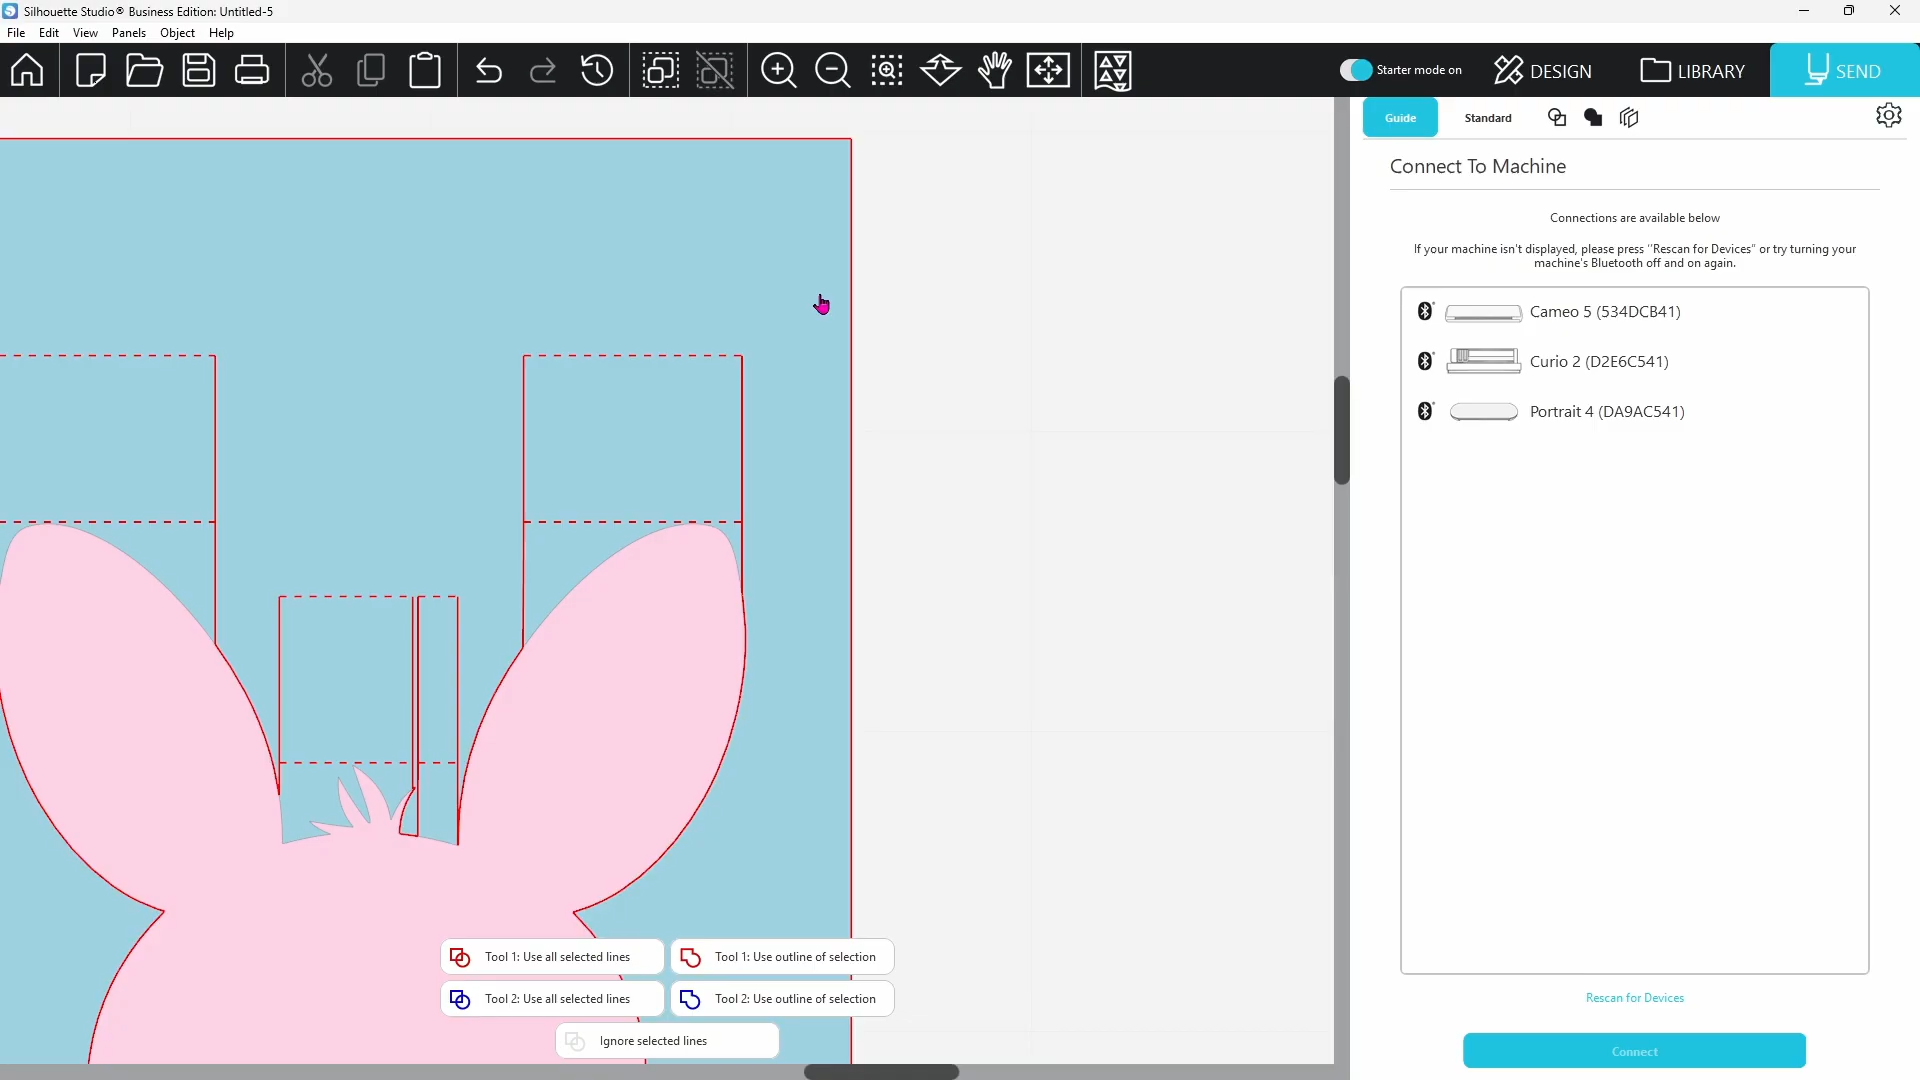 Silhouette Studio® Business Edition: Untitled-5
File Edit View Panels Object Help
Starter mode on
DESIGN
LIBRARY
SEND
Guide
Standard
Connect To Machine
Connections are available below
If your machine isn't displayed, please press "Rescan for Devices" or try turning your
machine's Bluetooth off and on again.
Cameo 5 (534DCB41)
Curio 2 (D2E6C541)
Portrait 4 (DA9AC541)
Tool 1: Use all selected lines
Tool 1: Use outline of selection
Tool 2: Use all selected lines
Tool 2: Use outline of selection
Ignore selected lines
Rescan for Devices
Connect